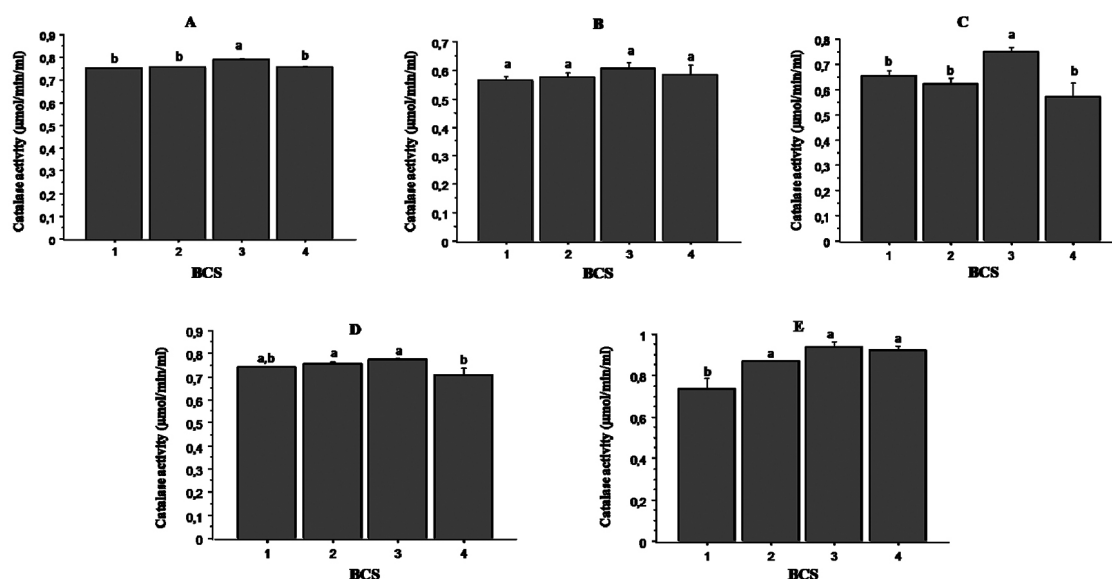 A
Catalase activity (µmol/min/ml)
0,9
0,8
0,7
0,6
0,5
0,4
0,3
0,2
0,1
0
b b a b
1 2 3 4
BCS
B
Catalase activity (µmol/min/ml)
0,7
0,6
0,5
0,4
0,3
0,2
0,1
0
a a a a
1 2 3 4
BCS
C
Catalase activity (µmol/min/ml)
0,8
0,7
0,6
0,5
0,4
0,3
0,2
0,1
0
b b a b
1 2 3 4
BCS
D
Catalase activity (µmol/min/ml)
0,9
0,8
0,7
0,6
0,5
0,4
0,3
0,2
0,1
0
a,b a a b
1 2 3 4
BCS
E
Catalase activity (µmol/min/ml)
1
0,8
0,6
0,4
0,2
0
b a a a
1 2 3 4
BCS